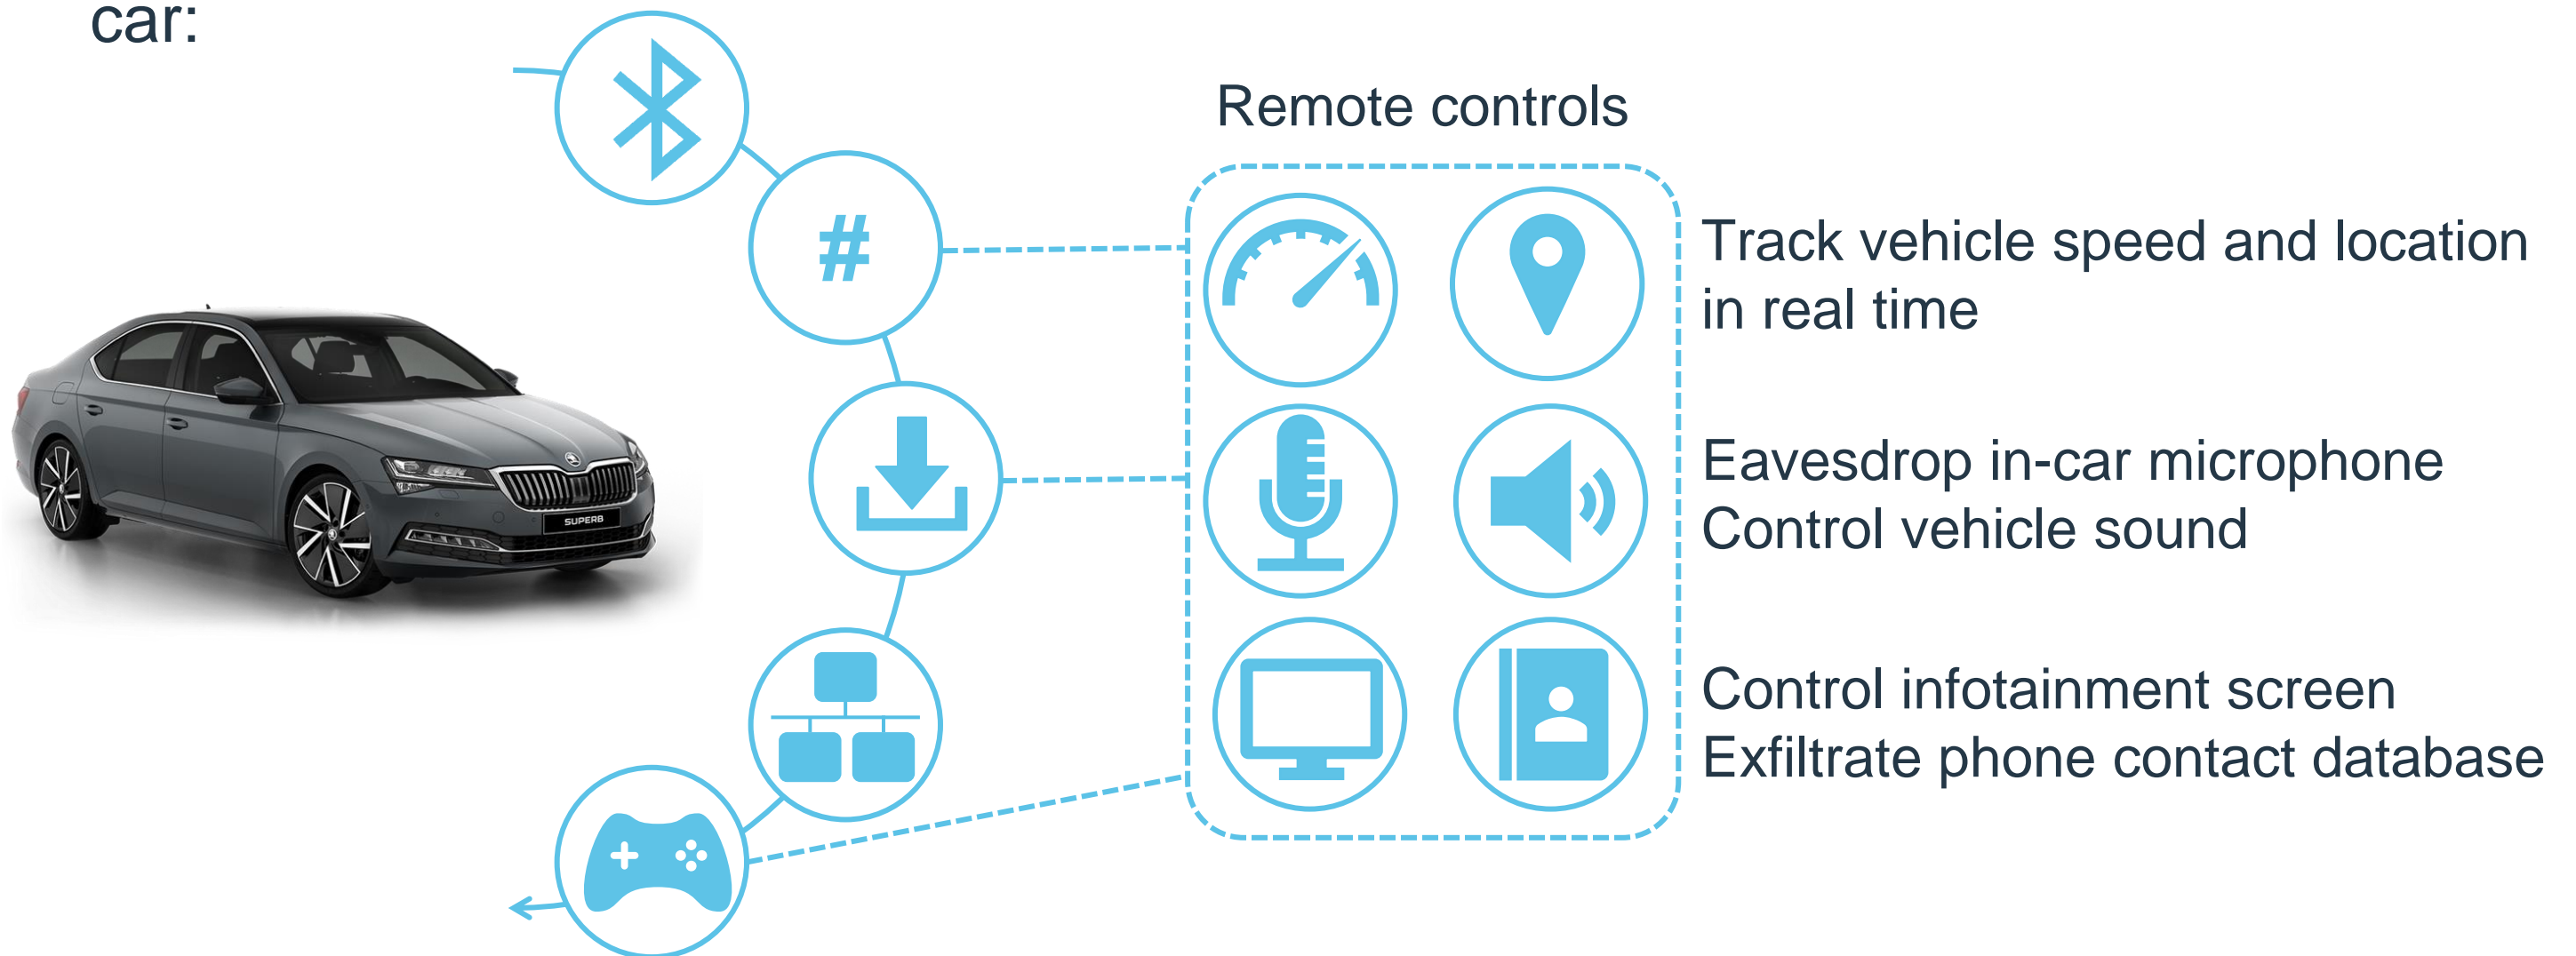 car:
Remote controls
#
Track vehicle speed and location
in real time
Eavesdrop in-car microphone
Control vehicle sound
SUPERB
Control infotainment screen
Exfiltrate phone contact database